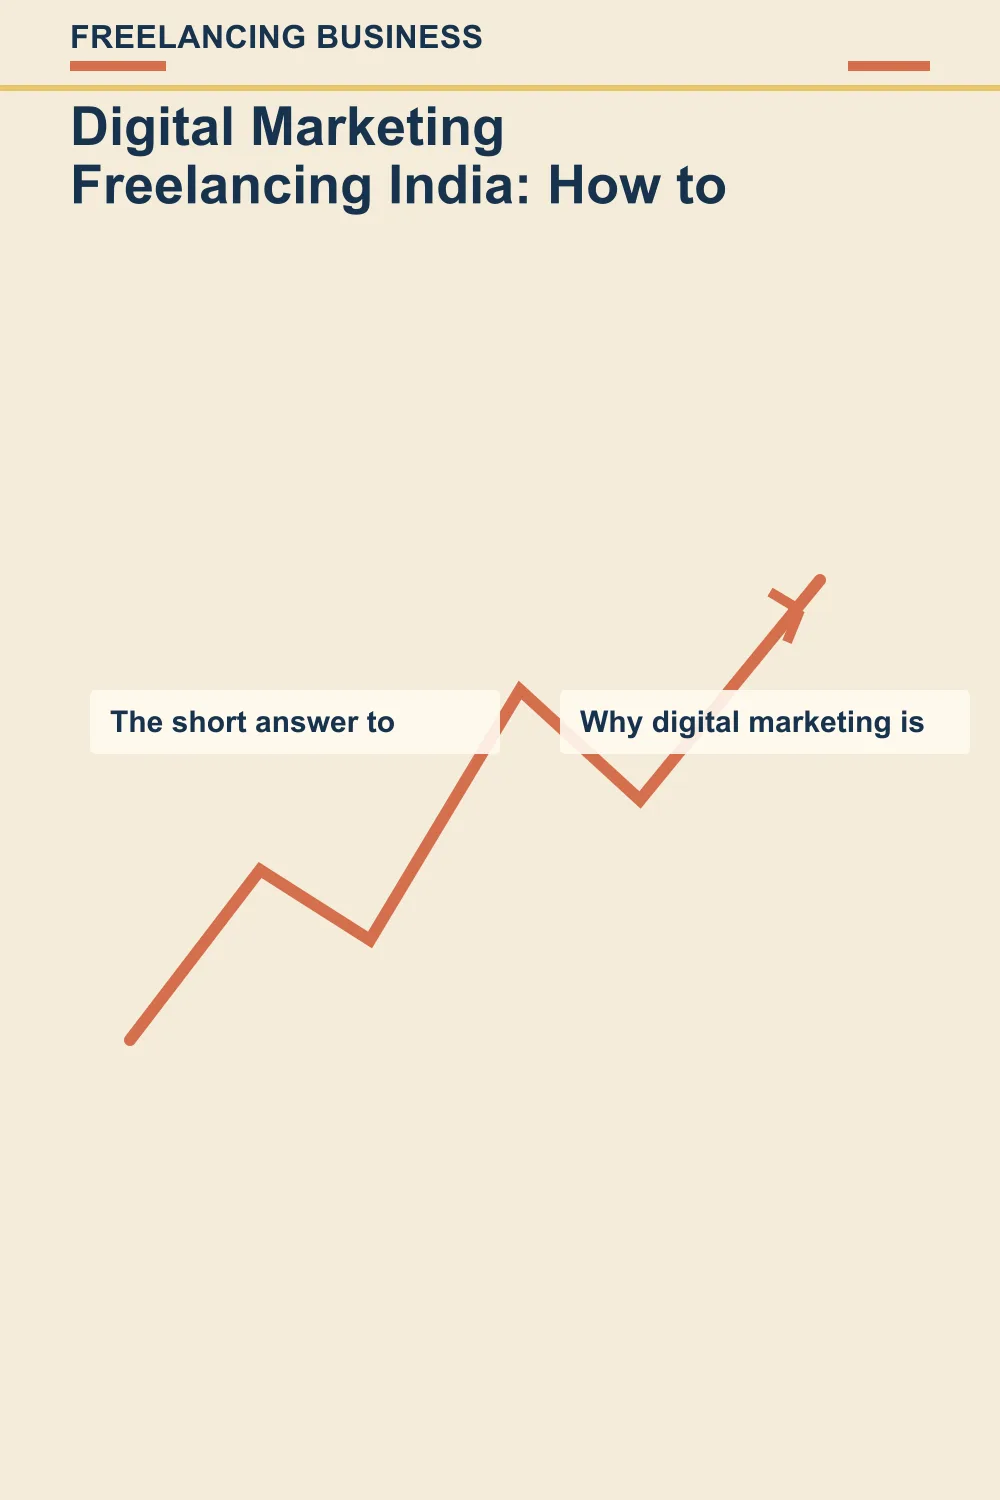 FREELANCING BUSINESS
Digital Marketing
Freelancing India: How to
The short answer to
Why digital marketing is